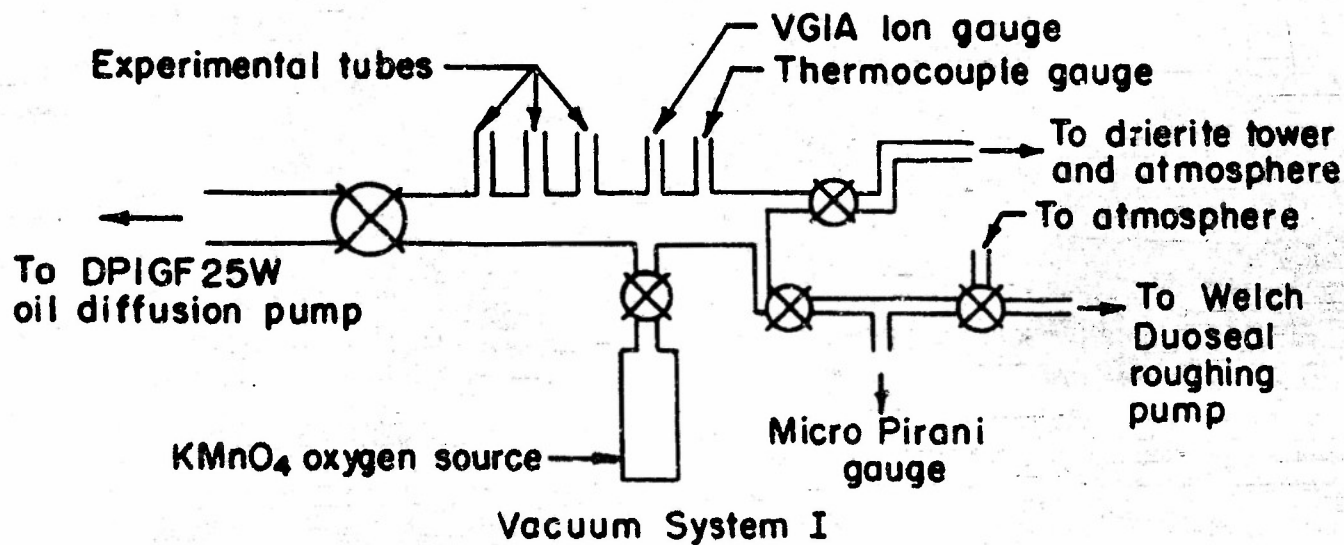 VGIA Ion gauge
Experimental tubes
Thermocouple gauge
To drierite tower
and atmosphere
To atmosphere
To DPIGF25W
oil diffusion pump
To Welch
Duoseal
roughing
pump
Micro Pirani
gauge
KMnO4 oxygen source
Vacuum System I